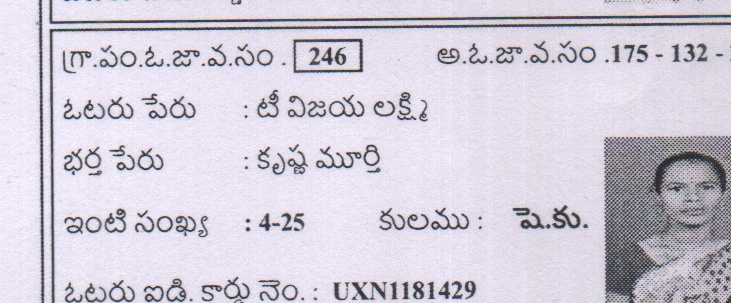 గ్రా.పం.ఓ.జా.వ.సం . 246 అ.ఓ.జా.వ.సం .175 - 132 -
ఓటరు పేరు : టీ విజయ లక్ష్మి
భర్త పేరు : కృష్ణ మూర్తి
ఇంటి సంఖ్య : 4-25 కులము : షె.కు.
ఓటరు ఐడి. కార్డు నెం. : UXN1181429